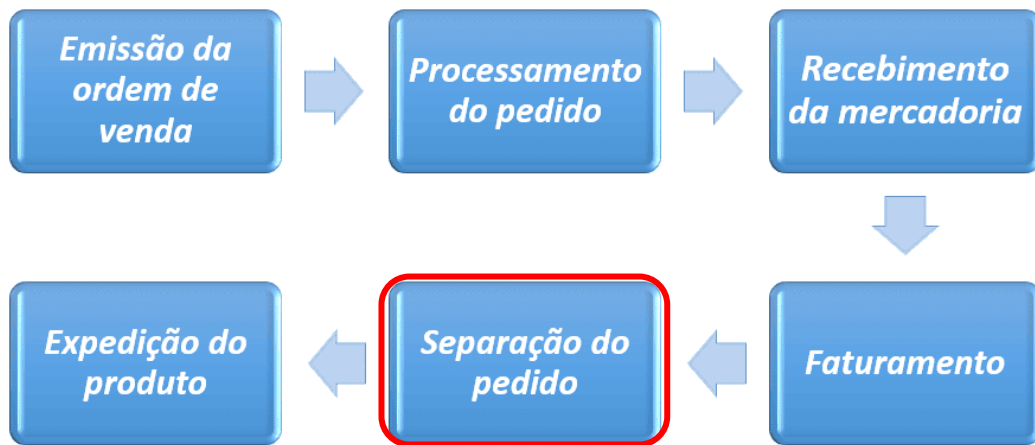 Emissão da
ordem de
venda
Processamento
do pedido
Recebimento
da mercadoria
Faturamento
Separação do
pedido
Expedição do
produto